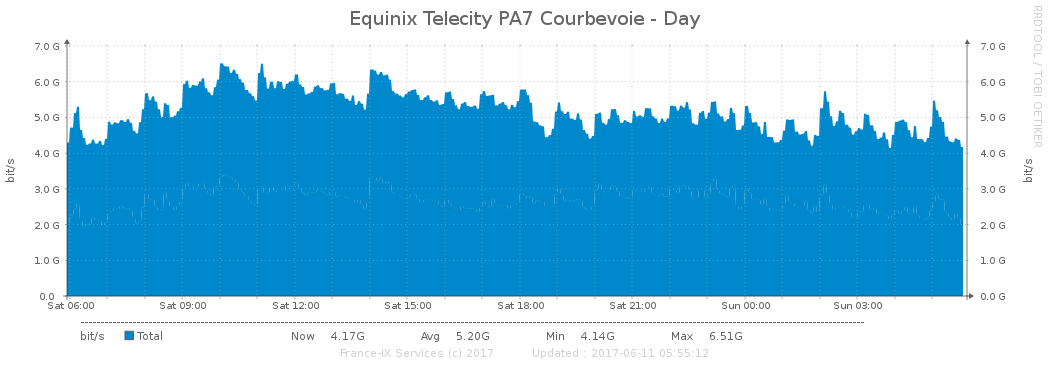 Equinix Telecity PA7 Courbevoie - Day
RRDTOOL / TOBI OETIKER
7.0 G 7.0 G
6.0 G 6.0 G
5.0 G 5.0 G
4.0 G 4.0 G
3.0 G 3.0 G
2.0 G 2.0 G
1.0 G 1.0 G
0.0 0.0 G
bit/s
bit/s
Sat 06:00 Sat 09:00 Sat 12:00 Sat 15:00 Sat 18:00 Sat 21:00 Sun 00:00 Sun 03:00
bit/s Total Now 4.17G Avg 5.20G Min 4.14G Max 6.51G
France-IX Services (c) 2017 Updated : 2017-06-11 05:55:12